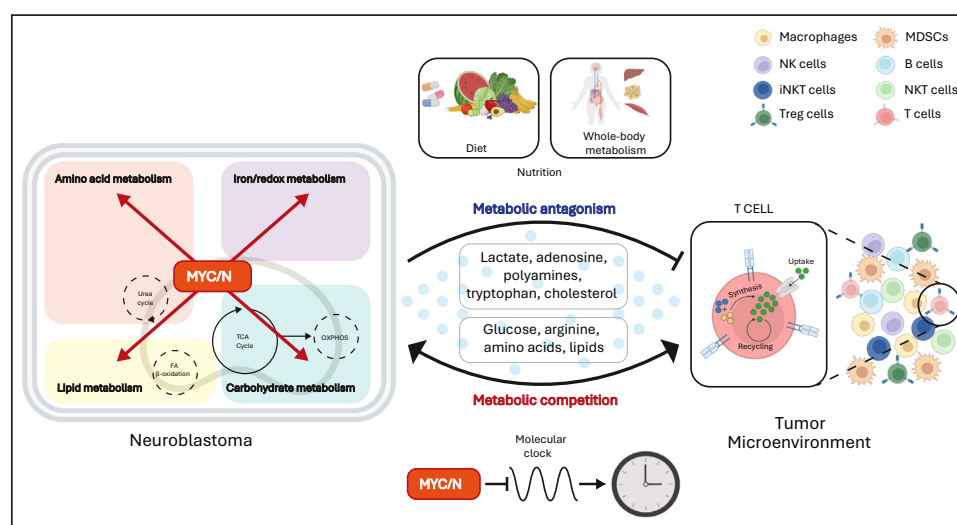 Macrophages
MDSCs
NK cells
B cells
iNKT cells
NKT cells
Treg cells
T cells
Diet
Whole-body
metabolism
Nutrition
Amino acid metabolism
Iron/redox metabolism
MYC/N
Urea
cycle
TCA
Cycle
OXPHOS
FA
β-oxidation
Lipid metabolism
Carbohydrate metabolism
Neuroblastoma
Metabolic antagonism
Lactate, adenosine,
polyamines,
tryptophan, cholesterol
Glucose, arginine,
amino acids, lipids
Metabolic competition
T CELL
Uptake
Synthesis
+
Recycling
Tumor
Microenvironment
Molecular
clock
MYC/N